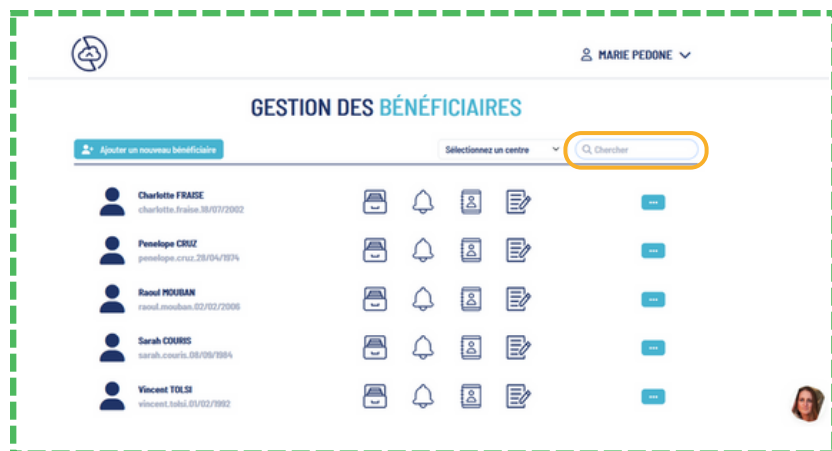 MARIE PEDONE
GESTION DES BÉNÉFICIAIRES
Ajouter un nouveau bénéficiaire
Sélectionnez un centre
Chercher
Charlotte FRAISE
charlotte.fraise.18/07/2002
Penelope CRUZ
penelope.cruz.28/04/1974
Raoul MOUBAN
raoul.mouban.02/02/2006
Sarah COURIS
sarah.couris.08/09/1984
Vincent TOLSI
vincent.tolsi.01/02/1992